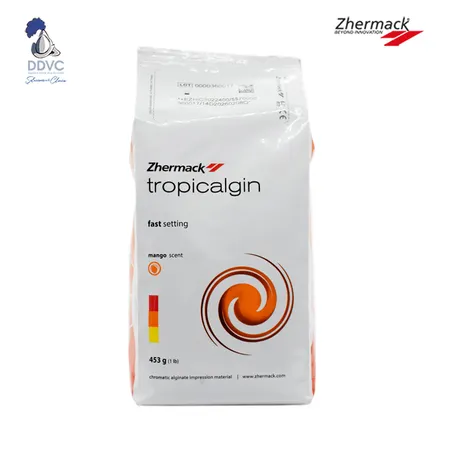 DDVC
Zhermack
BEYOND INNOVATION
Zhermack
tropicalgin
fast setting
mango scent
453 g (1 lb)
chromatic alginate impression material | www.zhermack.com